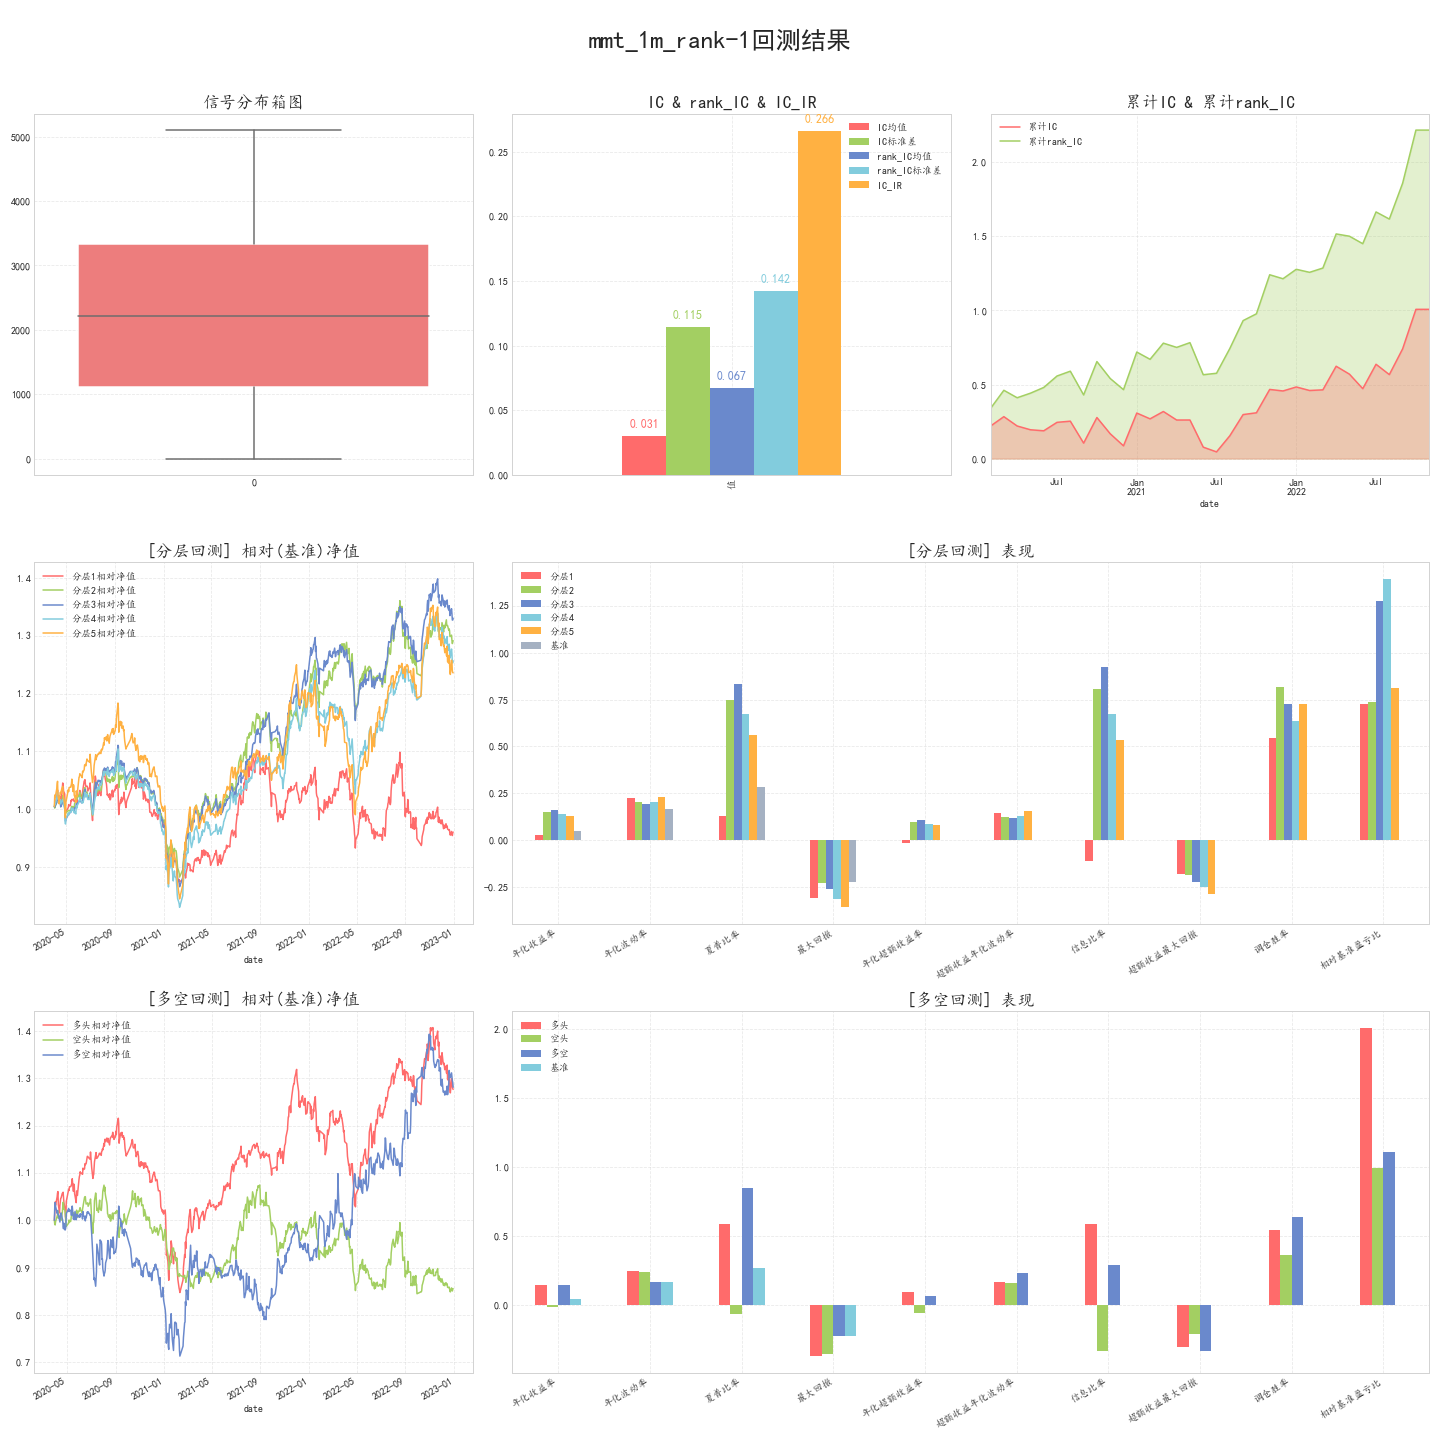 mmt_1m_rank-1回测结果
信号分布箱图
5000
4000
3000
2000
1000
0
0
IC & rank_IC & IC_IR
0.25
0.20
0.15
0.10
0.05
0.00
0.031
0.115
0.067
0.142
0.266
IC均值
IC标准差
rank_IC均值
rank_IC标准差
IC_IR
值
累计IC & 累计rank_IC
累计IC
累计rank_IC
2.0
1.5
1.0
0.5
0.0
Jul
Jan
2021
Jul
Jan
2022
Jul
date
[分层回测] 相对(基准)净值
分层1相对净值
分层2相对净值
分层3相对净值
分层4相对净值
分层5相对净值
1.4
1.3
1.2
1.1
1.0
0.9
2020-05
2020-09
2021-01
2021-05
2021-09
2022-01
2022-05
2022-09
2023-01
date
[分层回测] 表现
分层1
分层2
分层3
分层4
分层5
基准
1.25
1.00
0.75
0.50
0.25
0.00
-0.25
年化收益率
年化波动率
夏普比率
最大回撤
年化超额收益率
超额收益年化波动率
信息比率
超额收益最大回撤
调仓胜率
相对基准盈亏比
[多空回测] 相对(基准)净值
多头相对净值
空头相对净值
多空相对净值
1.4
1.3
1.2
1.1
1.0
0.9
0.8
0.7
2020-05
2020-09
2021-01
2021-05
2021-09
2022-01
2022-05
2022-09
2023-01
date
[多空回测] 表现
多头
空头
多空
基准
2.0
1.5
1.0
0.5
0.0
年化收益率
年化波动率
夏普比率
最大回撤
年化超额收益率
超额收益年化波动率
信息比率
超额收益最大回撤
调仓胜率
相对基准盈亏比